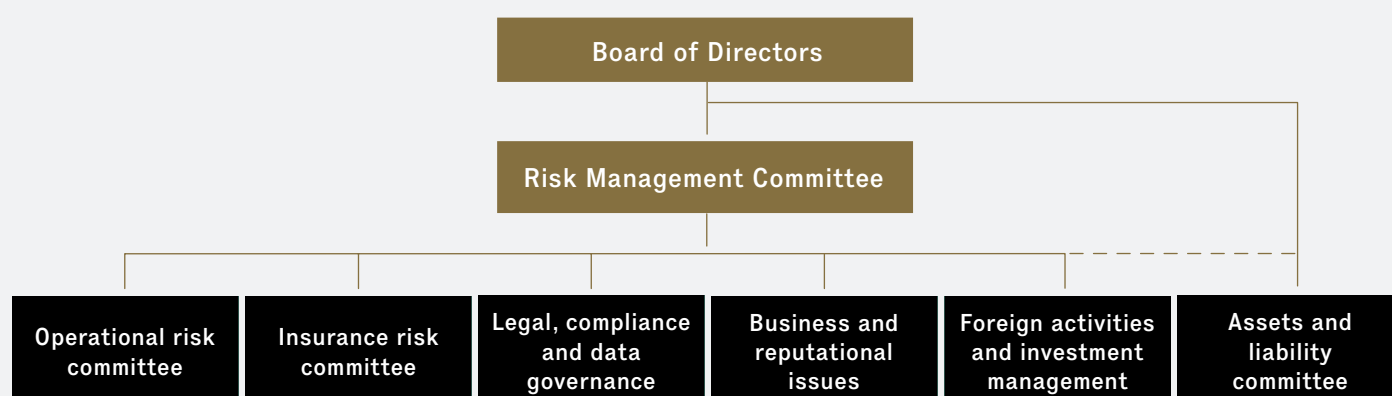 Board of Directors
Risk Management Committee
Operational risk
committee
Insurance risk
committee
Legal, compliance
and data
governance
Business and
reputational
issues
Foreign activities
and investment
management
Assets and
liability
committee